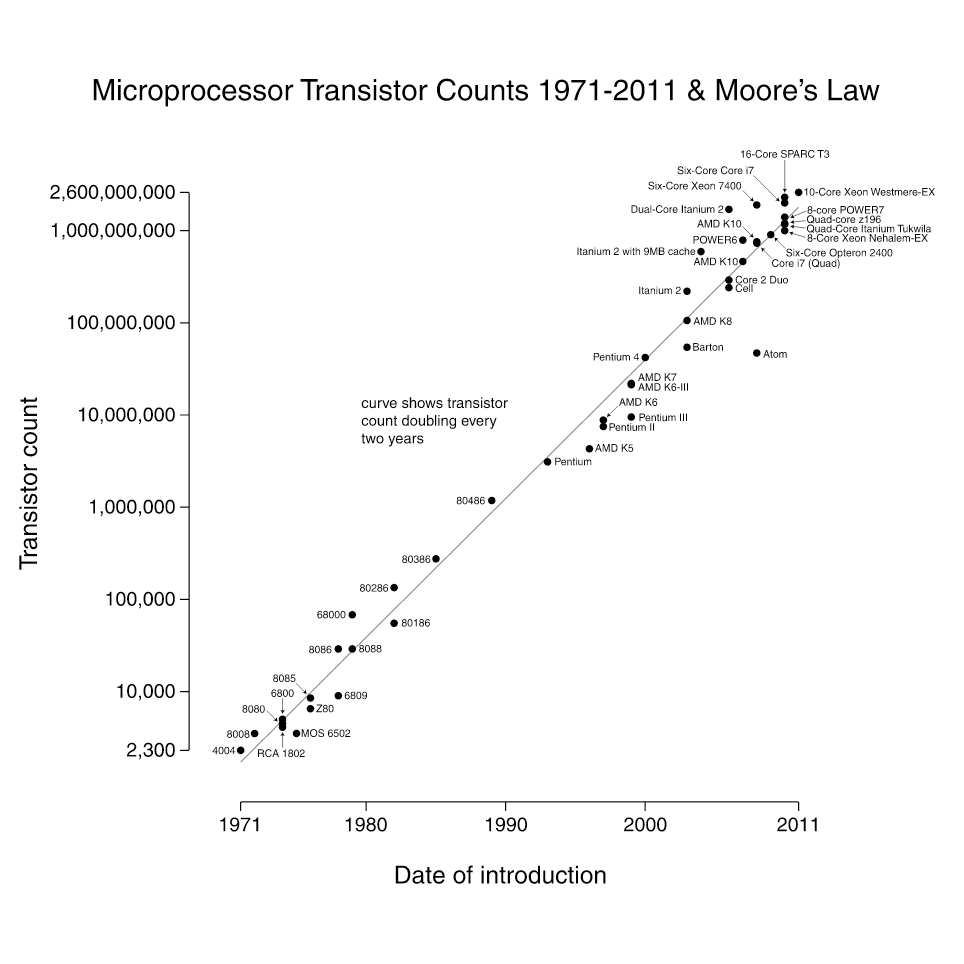 Microprocessor Transistor Counts 1971-2011 & Moore’s Law
16-Core SPARC T3
Six-Core Core i7
Six-Core Xeon 7400
2,600,000,000
10-Core Xeon Westmere-EX
Dual-Core Itanium 2
8-core POWER7
Quad-core z196
AMD K10
Quad-Core Itanium Tukwila
1,000,000,000
8-Core Xeon Nehalem-EX
POWER6
Itanium 2 with 9MB cache
Six-Core Opteron 2400
AMD K10
Core i7 (Quad)
Core 2 Duo
Cell
Itanium 2
100,000,000
AMD K8
Barton
Pentium 4
Atom
AMD K7
AMD K6-III
curve shows transistor
count doubling every
two years
AMD K6
10,000,000
Pentium III
Pentium II
AMD K5
Pentium
Transistor count
80486
1,000,000
80386
80286
100,000
68000
80186
8086
8088
8085
10,000
6800
6809
8080
Z80
8008
MOS 6502
2,300
4004
RCA 1802
1971
1980
1990
2000
2011
Date of introduction